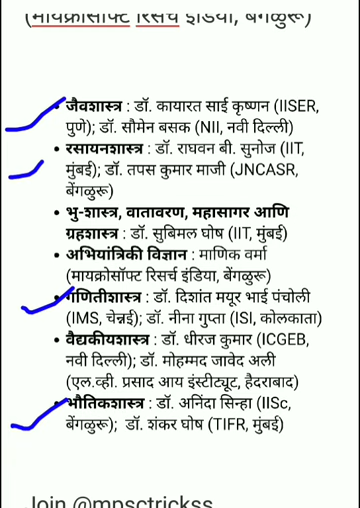 (मायक्रोसॉफ्ट रिसर्च इंडिया, बेंगळुरू)
• जैवशास्त्र : डॉ. कायारत साई कृष्णन (IISER,
पुणे); डॉ. सौमेन बसक (NII, नवी दिल्ली)
• रसायनशास्त्र : डॉ. राघवन बी. सुनोज (IIT,
मुंबई); डॉ. तपस कुमार माजी (JNCASR,
बेंगळुरू)
• भु-शास्त्र, वातावरण, महासागर आणि
ग्रहशास्त्र : डॉ. सुबिमल घोष (IIT, मुंबई)
• अभियांत्रिकी विज्ञान : माणिक वर्मा
(मायक्रोसॉफ्ट रिसर्च इंडिया, बेंगळुरू)
• गणितीशास्त्र : डॉ. दिशांत मयूर भाई पंचोली
(IMS, चेन्नई); डॉ. नीना गुप्ता (ISI, कोलकाता)
• वैद्यकीयशास्त्र : डॉ. धीरज कुमार (ICGEB,
नवी दिल्ली); डॉ. मोहम्मद जावेद अली
(एल.व्ही. प्रसाद आय इंस्टीट्यूट, हैदराबाद)
• भौतिकशास्त्र : डॉ. अनिंदा सिन्हा (IISc,
बेंगळुरू); डॉ. शंकर घोष (TIFR, मुंबई)
Join @mpsctrickss